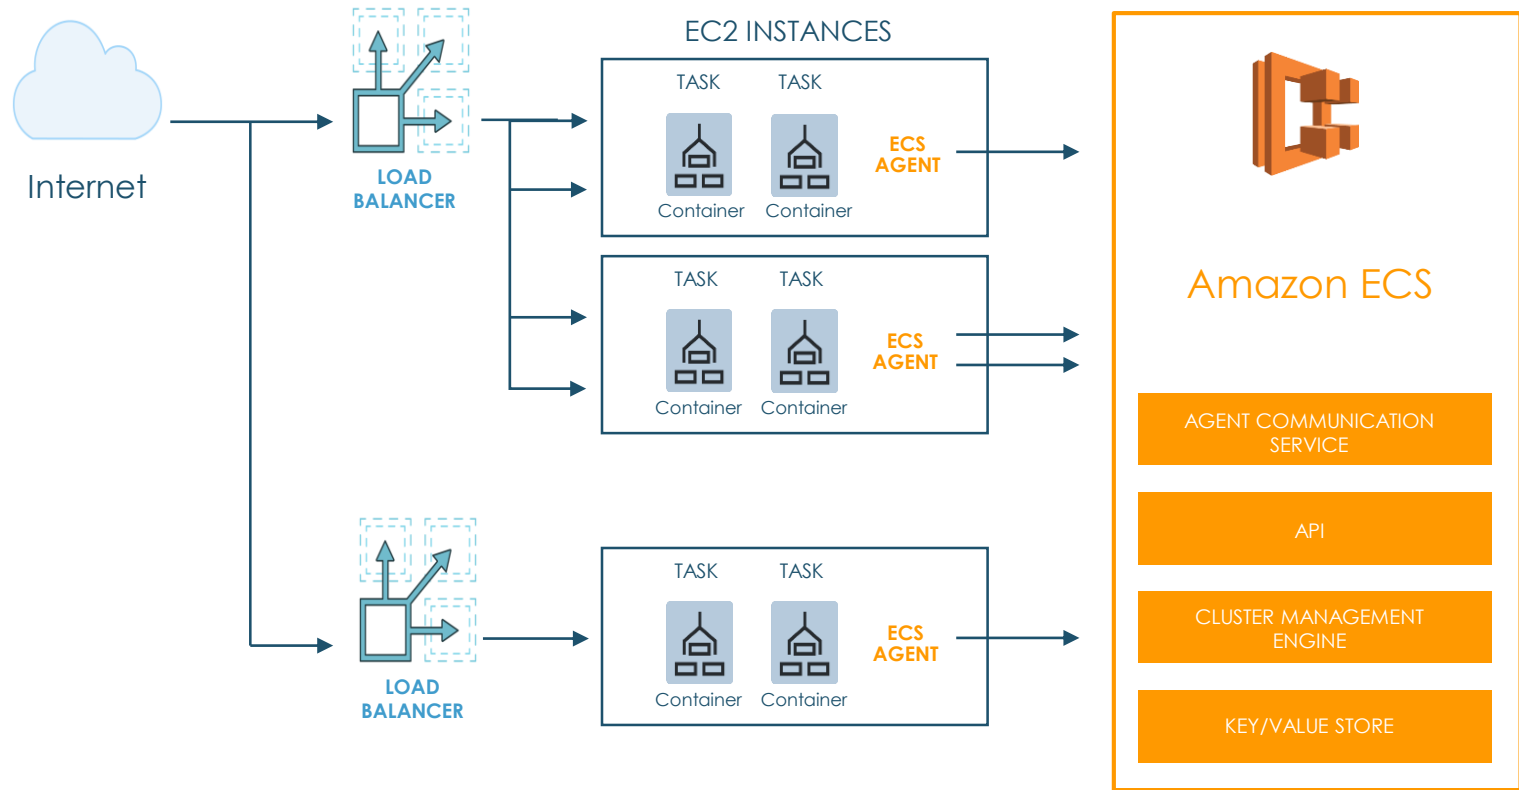 Internet
LOAD
BALANCER
EC2 INSTANCES
TASK TASK
ECS
AGENT
Container Container
TASK TASK
ECS
AGENT
Container Container
LOAD
BALANCER
TASK TASK
ECS
AGENT
Container Container
Amazon ECS
AGENT COMMUNICATION
SERVICE
API
CLUSTER MANAGEMENT
ENGINE
KEY/VALUE STORE